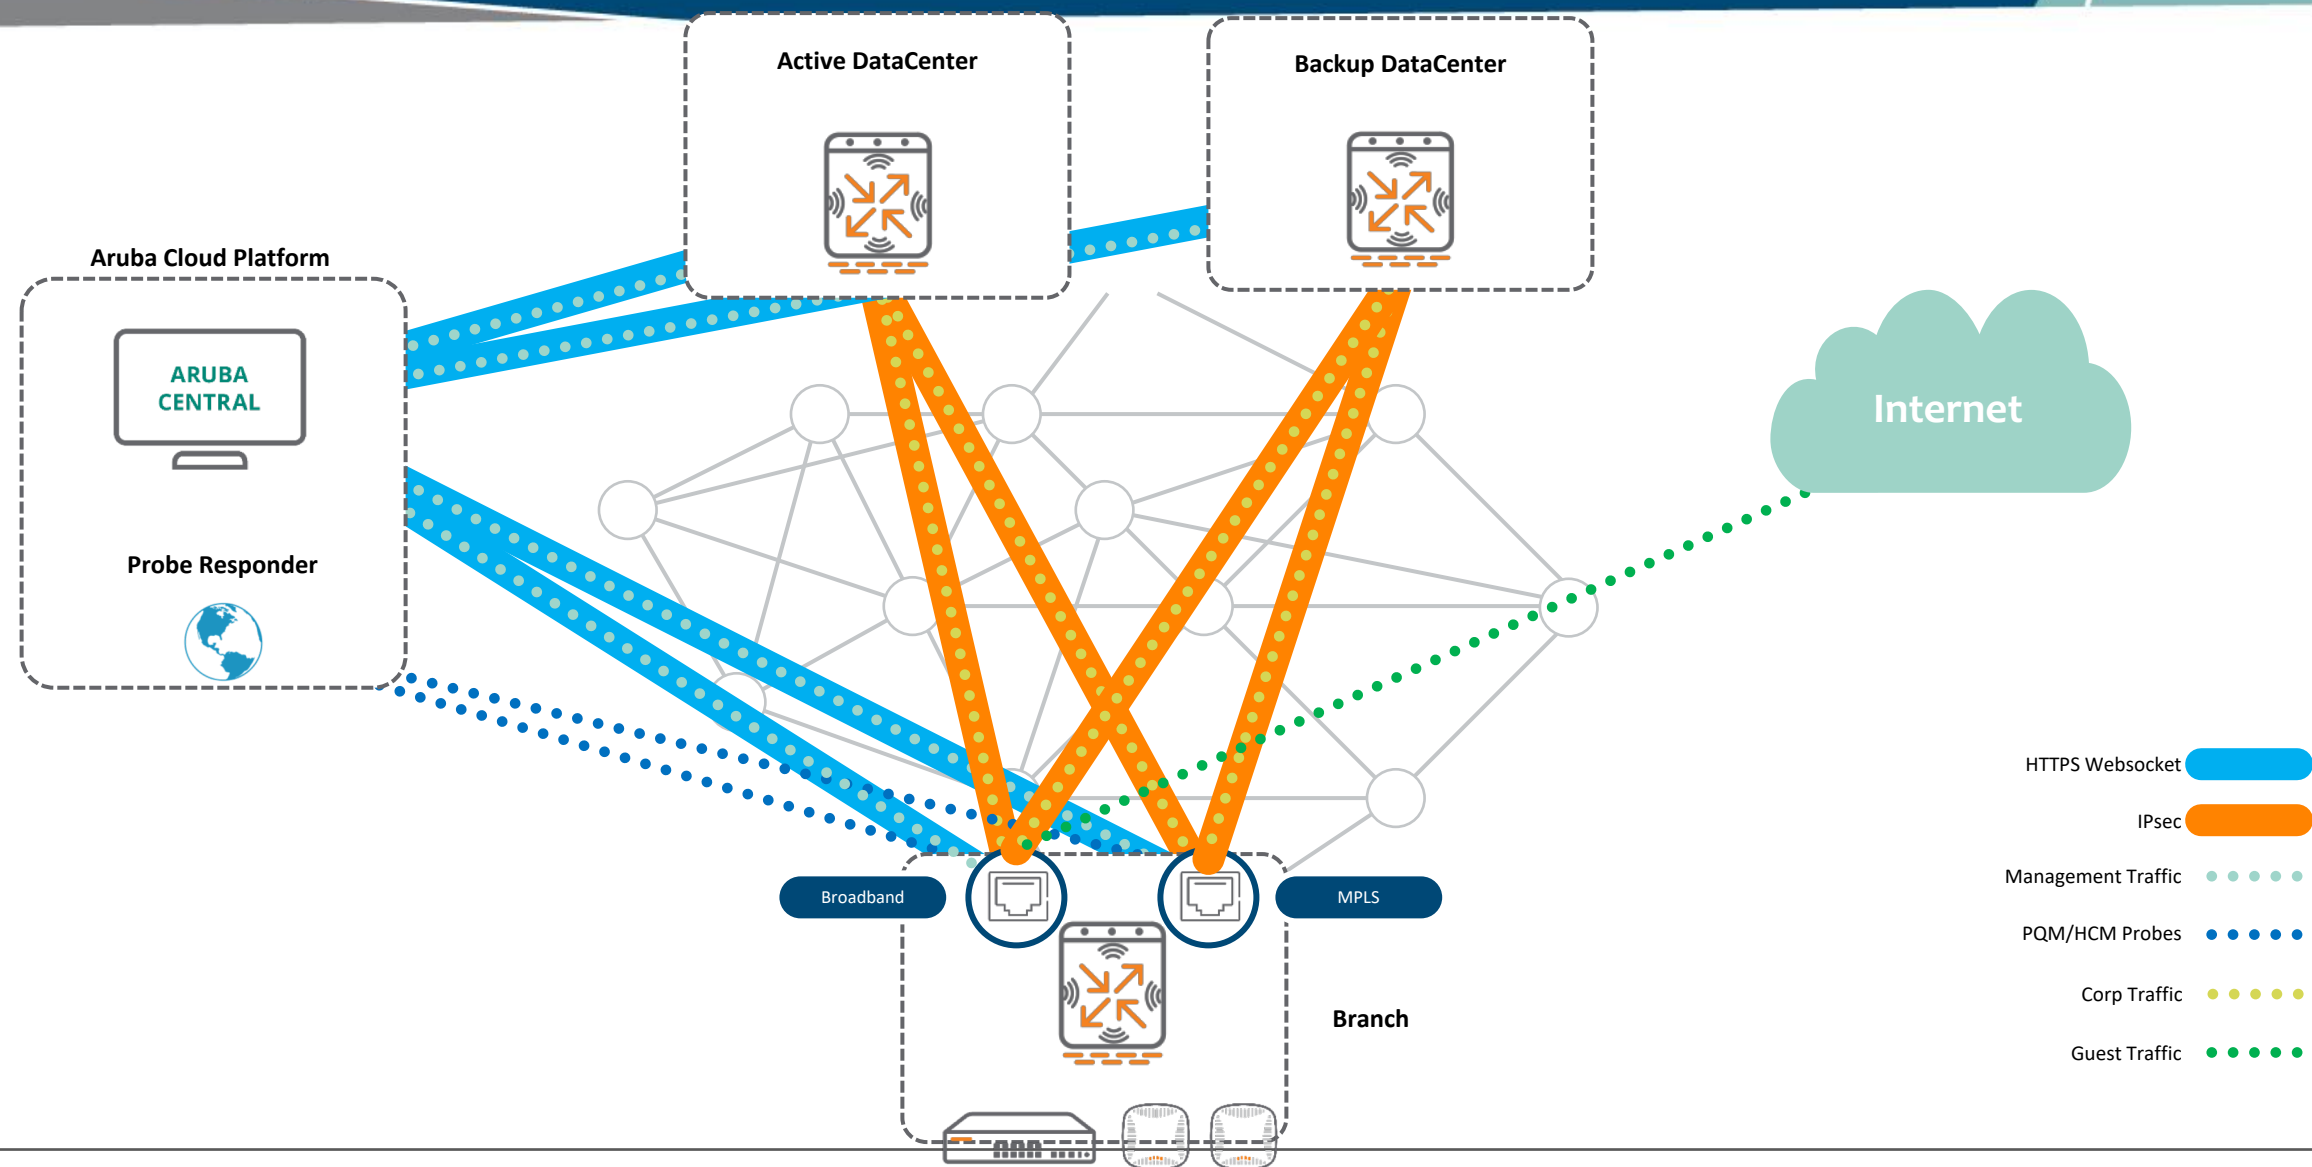 Active DataCenter
Backup DataCenter
Aruba Cloud Platform
ARUBA
CENTRAL
Internet
Probe Responder
HTTPS Websocket
IPsec
Management Traffic
Broadband
MPLS
PQM/HCM Probes
Corp Traffic
Branch
Guest Traffic